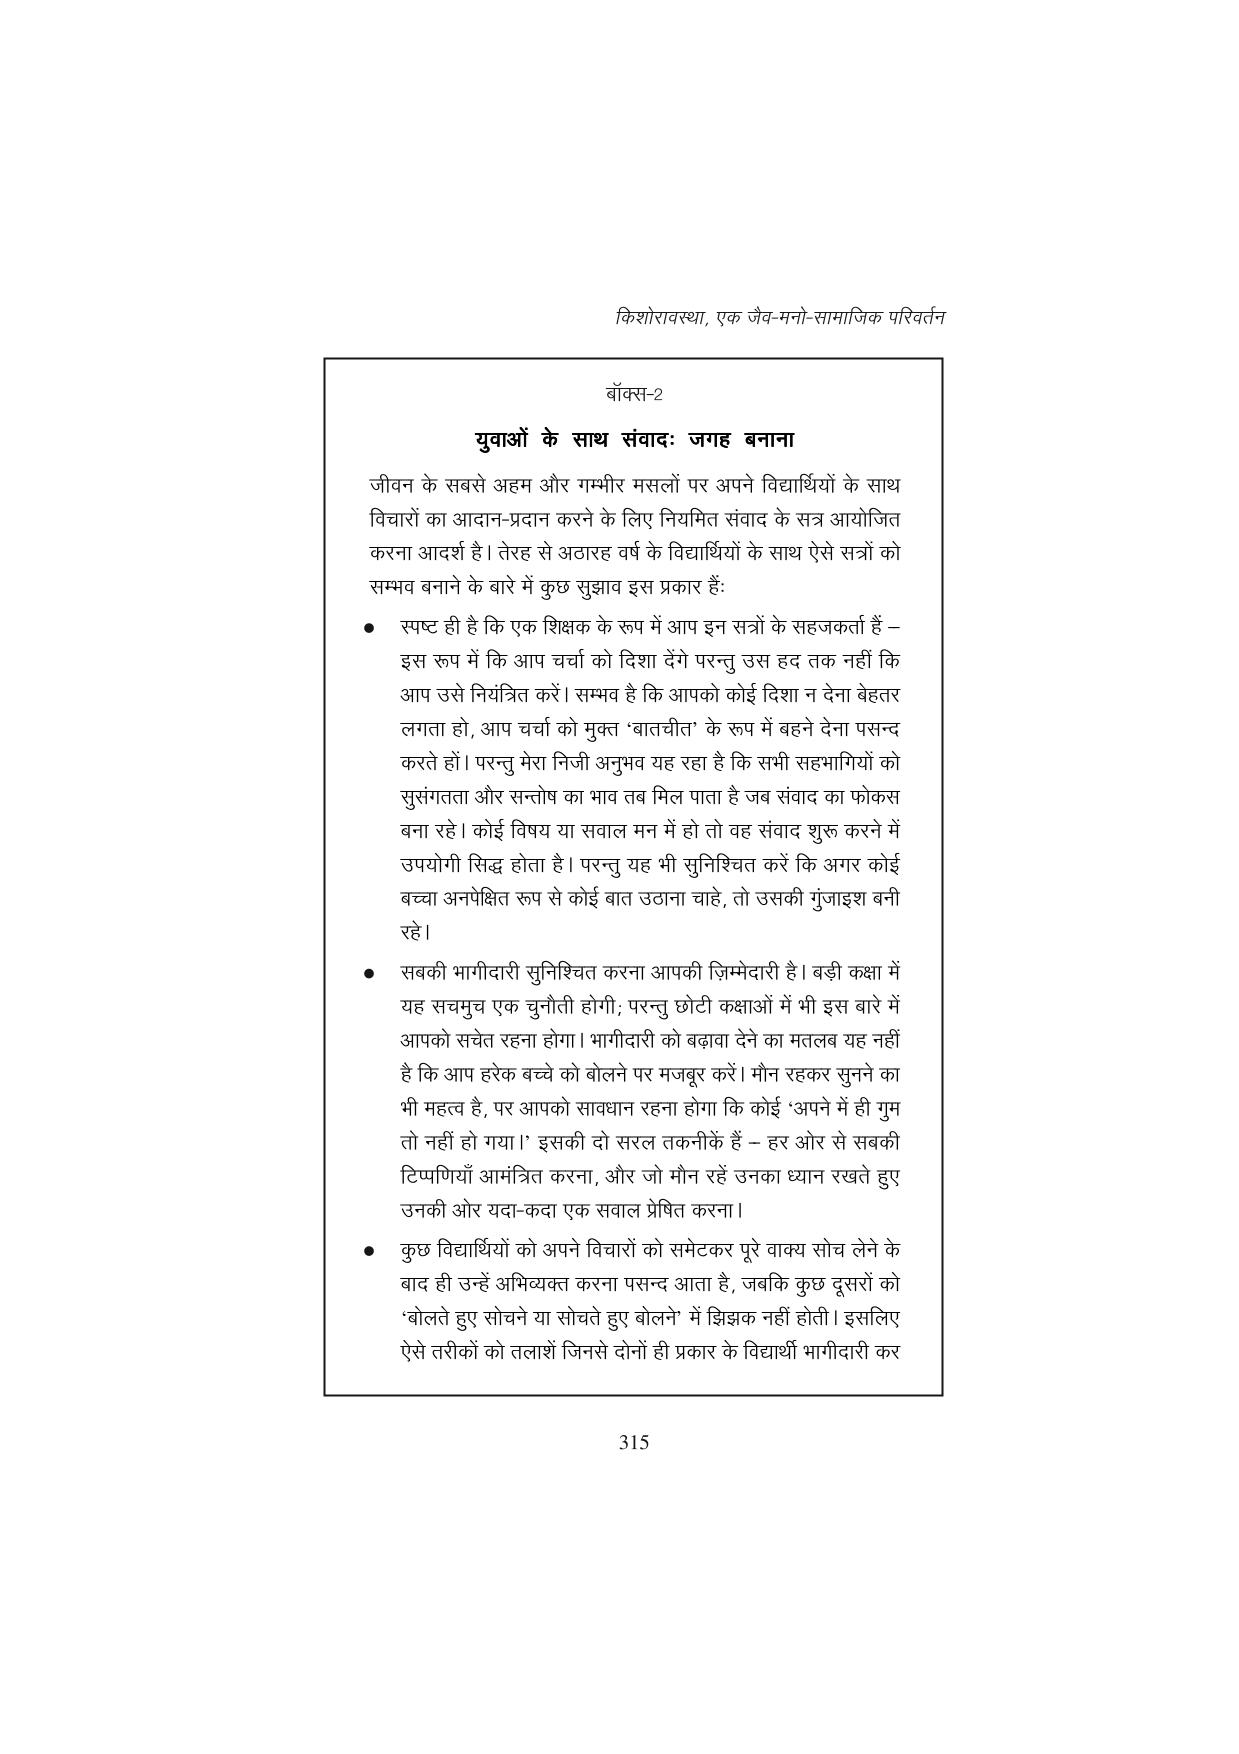 किशोरावस्था, एक जैव-मनो-सामाजिक परिवर्तन
बॉक्स-2
युवाओं के साथ संवादः जगह बनाना
जीवन के सबसे अहम और गम्भीर मसलों पर अपने विद्यार्थियों के साथ
विचारों का आदान-प्रदान करने के लिए नियमित संवाद के सत्र आयोजित
करना आदर्श है। तेरह से अठारह वर्ष के विद्यार्थियों के साथ ऐसे सत्रों को
सम्भव बनाने के बारे में कुछ सुझाव इस प्रकार हैंः
● स्पष्ट ही है कि एक शिक्षक के रूप में आप इन सत्रों के सहजकर्ता हैं –
इस रूप में कि आप चर्चा को दिशा देंगे परन्तु उस हद तक नहीं कि
आप उसे नियंत्रित करें। सम्भव है कि आपको कोई दिशा न देना बेहतर
लगता हो, आप चर्चा को मुक्त ‘बातचीत’ के रूप में बहने देना पसन्द
करते हों। परन्तु मेरा निजी अनुभव यह रहा है कि सभी सहभागियों को
सुसंगतता और सन्तोष का भाव तब मिल पाता है जब संवाद का फोकस
बना रहे। कोई विषय या सवाल मन में हो तो वह संवाद शुरू करने में
उपयोगी सिद्ध होता है। परन्तु यह भी सुनिश्चित करें कि अगर कोई
बच्चा अनपेक्षित रूप से कोई बात उठाना चाहे, तो उसकी गुंजाइश बनी
रहे।
● सबकी भागीदारी सुनिश्चित करना आपकी ज़िम्मेदारी है। बड़ी कक्षा में
यह सचमुच एक चुनौती होगी; परन्तु छोटी कक्षाओं में भी इस बारे में
आपको सचेत रहना होगा। भागीदारी को बढ़ावा देने का मतलब यह नहीं
है कि आप हरेक बच्चे को बोलने पर मजबूर करें। मौन रहकर सुनने का
भी महत्व है, पर आपको सावधान रहना होगा कि कोई ‘अपने में ही गुम
तो नहीं हो गया।’ इसकी दो सरल तकनीकें हैं – हर ओर से सबकी
टिप्पणियाँ आमंत्रित करना, और जो मौन रहें उनका ध्यान रखते हुए
उनकी ओर यदा-कदा एक सवाल प्रेषित करना।
● कुछ विद्यार्थियों को अपने विचारों को समेटकर पूरे वाक्य सोच लेने के
बाद ही उन्हें अभिव्यक्त करना पसन्द आता है, जबकि कुछ दूसरों को
‘बोलते हुए सोचने या सोचते हुए बोलने’ में झिझक नहीं होती। इसलिए
ऐसे तरीकों को तलाशें जिनसे दोनों ही प्रकार के विद्यार्थी भागीदारी कर
315